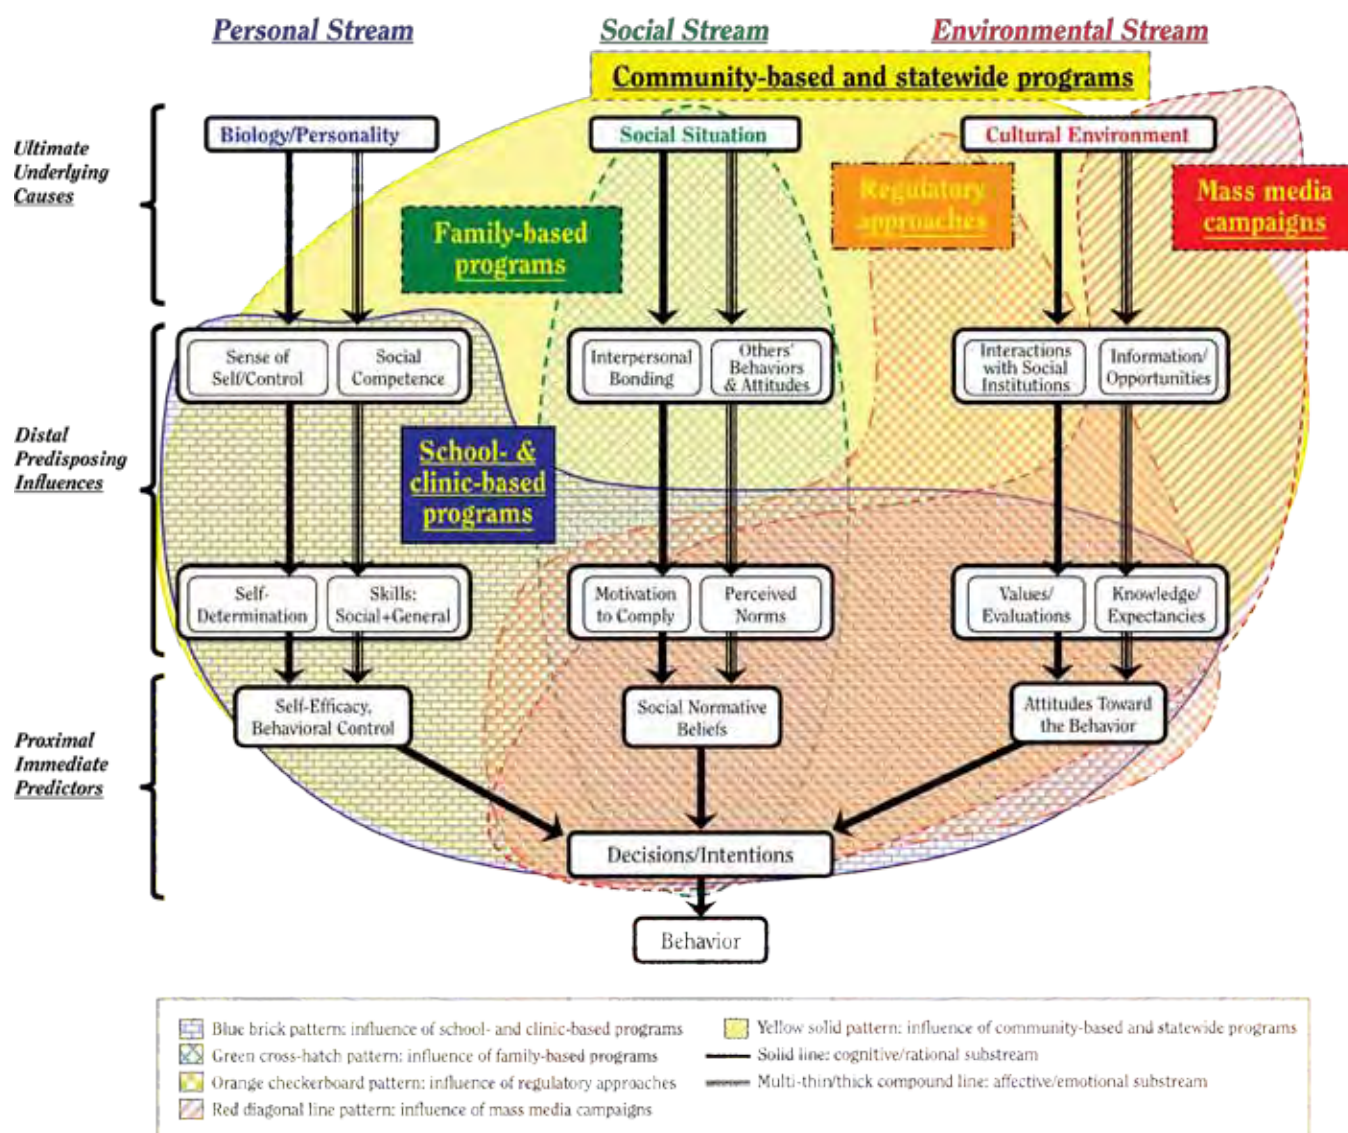 Personal Stream
Social Stream
Environmental Stream
Community-based and statewide programs
Ultimate
Underlying
Causes
Biology/Personality
Social Situation
Cultural Environment
Family-based
programs
Regulatory
approaches
Mass media
campaigns
Distal
Predisposing
Influences
Sense of
Self/Control
Social
Competence
Interpersonal
Bonding
Others'
Behaviors
& Attitudes
Interactions
with Social
Institutions
Information/
Opportunities
School- &
clinic-based
programs
Self-
Determination
Skills:
Social+General
Motivation
to Comply
Perceived
Norms
Values/
Evaluations
Knowledge/
Expectancies
Proximal
Immediate
Predictors
Self-Efficacy,
Behavioral Control
Social Normative
Beliefs
Attitudes Toward
the Behavior
Decisions/Intentions
Behavior
Blue brick pattern: influence of school- and clinic-based programs
Green cross-hatch pattern: influence of family-based programs
Orange checkerboard pattern: influence of regulatory approaches
Red diagonal line pattern: influence of mass media campaigns
Yellow solid pattern: influence of community-based and statewide programs
Solid line: cognitive/rational substream
Multi-thin/thick compound line: affective/emotional substream